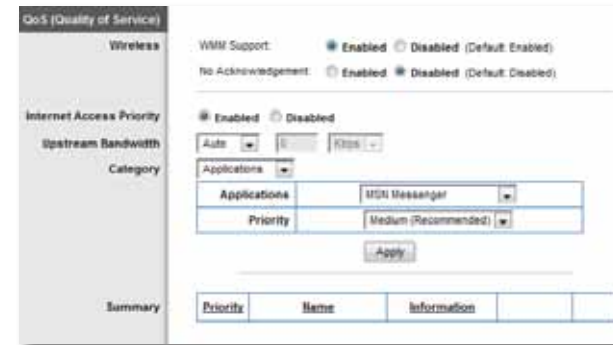 QoS (Quality of Service)
Wireless
WMM Support: Enabled Disabled (Default: Enabled)
No Acknowledgement: Enabled Disabled (Default: Disabled)
Internet Access Priority Enabled Disabled
Upstream Bandwidth Auto 0 Kbps
Category Applications
Applications MSN Messanger
Priority Medium (Recommended)
Apply
Summary Priority Name Information